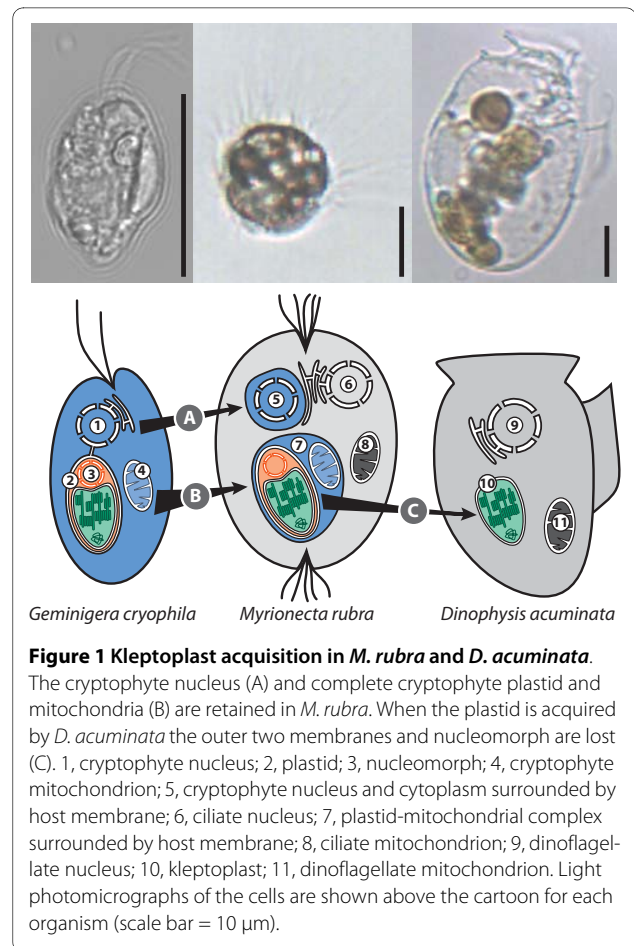 1
2
3
4
A
B
5
6
7
8
C
9
10
11
Geminigera cryophila Myrionecta rubra Dinophysis acuminata
Figure 1 Kleptoplast acquisition in M. rubra and D. acuminata.
The cryptophyte nucleus (A) and complete cryptophyte plastid and
mitochondria (B) are retained in M. rubra. When the plastid is acquired
by D. acuminata the outer two membranes and nucleomorph are lost
(C). 1, cryptophyte nucleus; 2, plastid; 3, nucleomorph; 4, cryptophyte
mitochondrion; 5, cryptophyte nucleus and cytoplasm surrounded by
host membrane; 6, ciliate nucleus; 7, plastid-mitochondrial complex
surrounded by host membrane; 8, ciliate mitochondrion; 9, dinoflagel-
late nucleus; 10, kleptoplast; 11, dinoflagellate mitochondrion. Light
photomicrographs of the cells are shown above the cartoon for each
organism (scale bar = 10 μm).